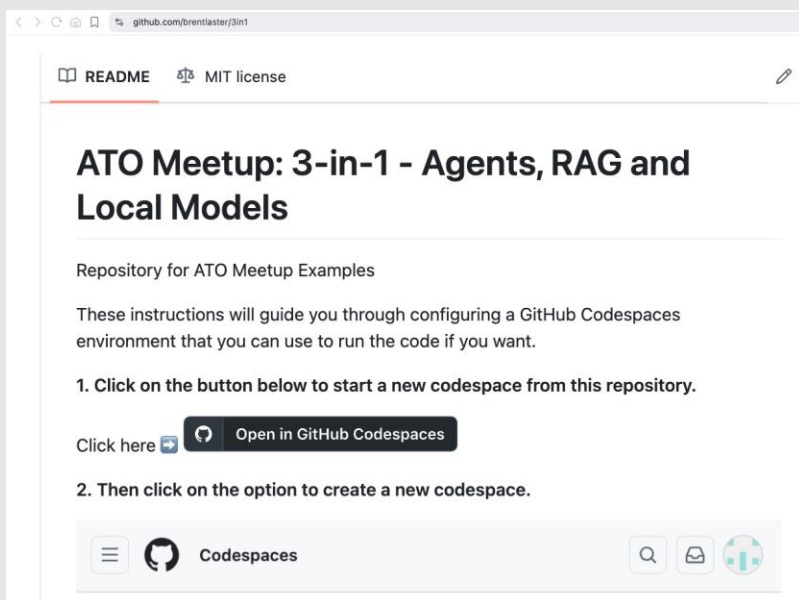 github.com/brentlaster/3in1
README
MIT license
ATO Meetup: 3-in-1 - Agents, RAG and
Local Models
Repository for ATO Meetup Examples
These instructions will guide you through configuring a GitHub Codespaces
environment that you can use to run the code if you want.
1. Click on the button below to start a new codespace from this repository.
Click here ➡️ Open in GitHub Codespaces
2. Then click on the option to create a new codespace.
Codespaces